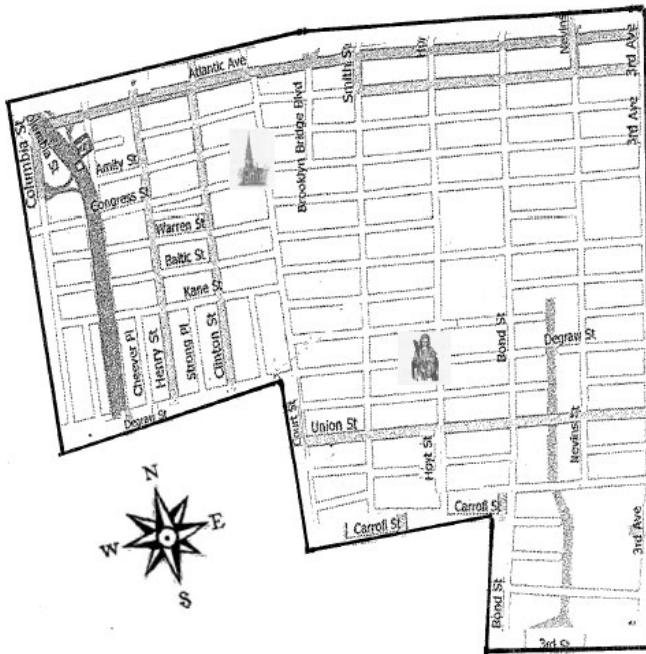 Atlantic Ave
Smith St
Nevins
3rd Ave
3rd Ave
Columbia St
Brooklyn Bridge Blvd
Amity St
Congress St
Warren St
Baltic St
Kane St
Cheever Pl
Henry St
Strong Pl
Clinton St
Bond St
Degraw St
Degraw St
Court St
Union St
Hoyt St
Nevins St
Carroll St
Carroll St
3rd Ave
Bond St
3rd St
N
E
W
S